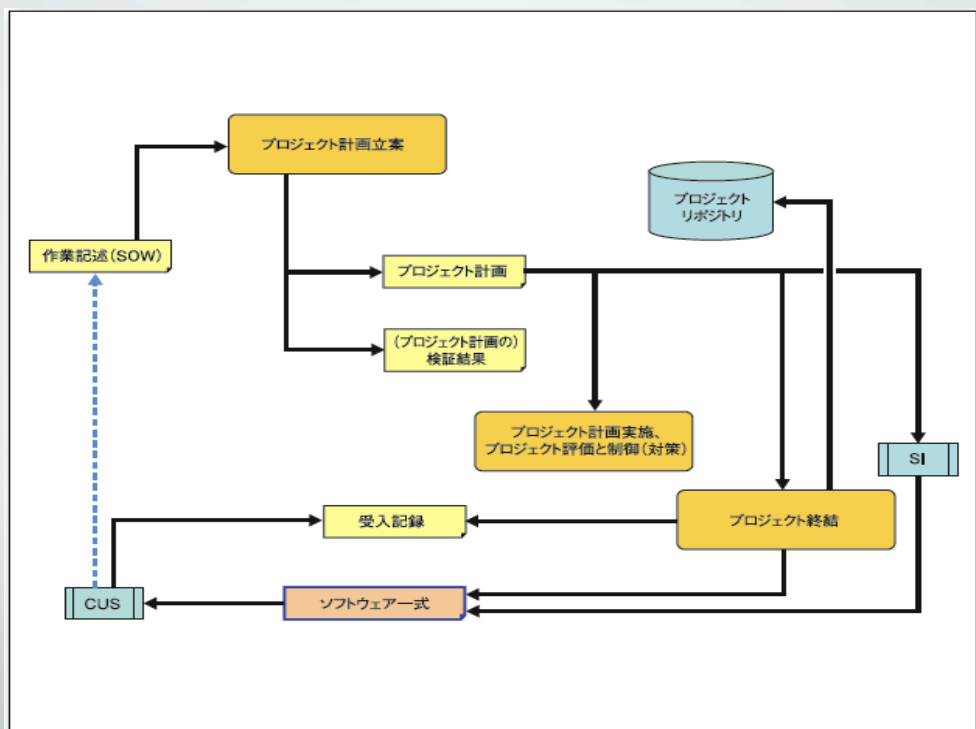 プロジェクト計画立案
プロジェクト
リポジトリ
作業記述(SOW)
プロジェクト計画
(プロジェクト計画の)
検証結果
プロジェクト計画実施、
プロジェクト評価と制御(対策)
SI
受入記録
プロジェクト終結
CUS
ソフトウェア一式